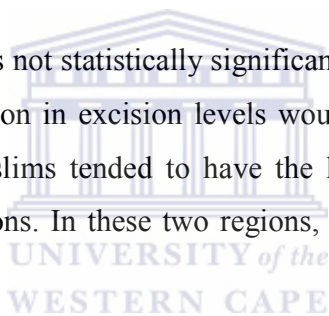 s not statistically significan
on in excision levels wou
slims tended to have the
ons. In these two regions,
UNIVERSITY of the
WESTERN CAPE